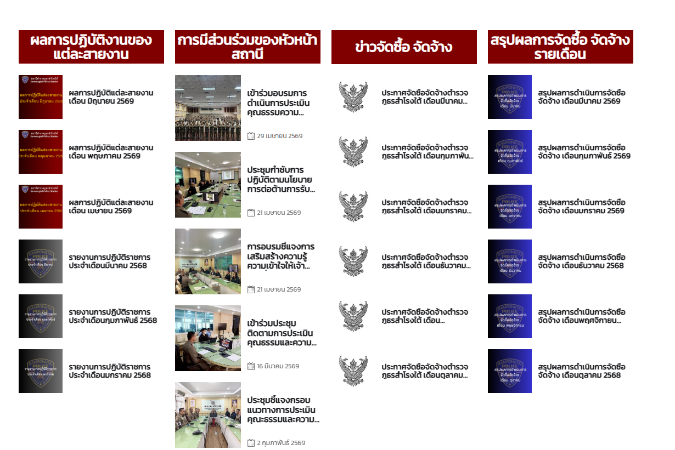 ผลการปฏิบัติงานของ
แต่ละสายงาน
ผลการปฏิบัติแต่ละสายงาน
เดือน มิถุนายน 2569
ผลการปฏิบัติแต่ละสายงาน
เดือน พฤษภาคม 2569
ผลการปฏิบัติแต่ละสายงาน
เดือน เมษายน 2569
รายงานการปฏิบัติราชการ
ประจำเดือนมีนาคม 2568
รายงานการปฏิบัติราชการ
ประจำเดือนกุมภาพันธ์ 2568
รายงานการปฏิบัติราชการ
ประจำเดือนมกราคม 2568
การมีส่วนร่วมของหัวหน้า
สถานี
เข้าร่วมอบรมการ
ดำเนินการประเมิน
คุณธรรมความ...
29 เมษายน 2569
ประชุมกำชับการ
ปฏิบัติตามนโยบาย
การต่อต้านการรับ...
21 เมษายน 2569
การอบรมชี้แจงการ
เสริมสร้างความรู้
ความเข้าใจให้เจ้า...
21 เมษายน 2569
เข้าร่วมประชุม
ติดตามการประเมิน
คุณธรรมและความ...
16 มีนาคม 2569
ประชุมชี้แจงกรอบ
แนวทางการประเมิน
คุณะธรรมและความ...
2 กุมภาพันธ์ 2569
ข่าวจัดซื้อ จัดจ้าง
ประกาศจัดซื้อจัดจ้างตำรวจ
ภูธรสำโรงใต้ เดือนมีนาคม...
ประกาศจัดซื้อจัดจ้างตำรวจ
ภูธรสำโรงใต้ เดือนกุมภาพัน...
ประกาศจัดซื้อจัดจ้างตำรวจ
ภูธรสำโรงใต้ เดือนมกราคม...
ประกาศจัดซื้อจัดจ้างตำรวจ
ภูธรสำโรงใต้ เดือนธันวาคม...
ประกาศจัดซื้อจัดจ้างตำรวจ
ภูธรสำโรงใต้ เดือน...
ประกาศจัดซื้อจัดจ้างตำรวจ
ภูธรสำโรงใต้ เดือนตุลาคม...
สรุปผลการจัดซื้อ จัดจ้าง
รายเดือน
สรุปผลการดำเนินการจัดซื้อ
จัดจ้าง เดือนมีนาคม 2569
สรุปผลการดำเนินการจัดซื้อ
จัดจ้าง เดือนกุมภาพันธ์ 2569
สรุปผลการดำเนินการจัดซื้อ
จัดจ้าง เดือนมกราคม 2569
สรุปผลการดำเนินการจัดซื้อ
จัดจ้าง เดือนธันวาคม 2568
สรุปผลการดำเนินการจัดซื้อ
จัดจ้าง เดือนพฤศจิกายน...
สรุปผลการดำเนินการจัดซื้อ
จัดจ้าง เดือนตุลาคม 2568